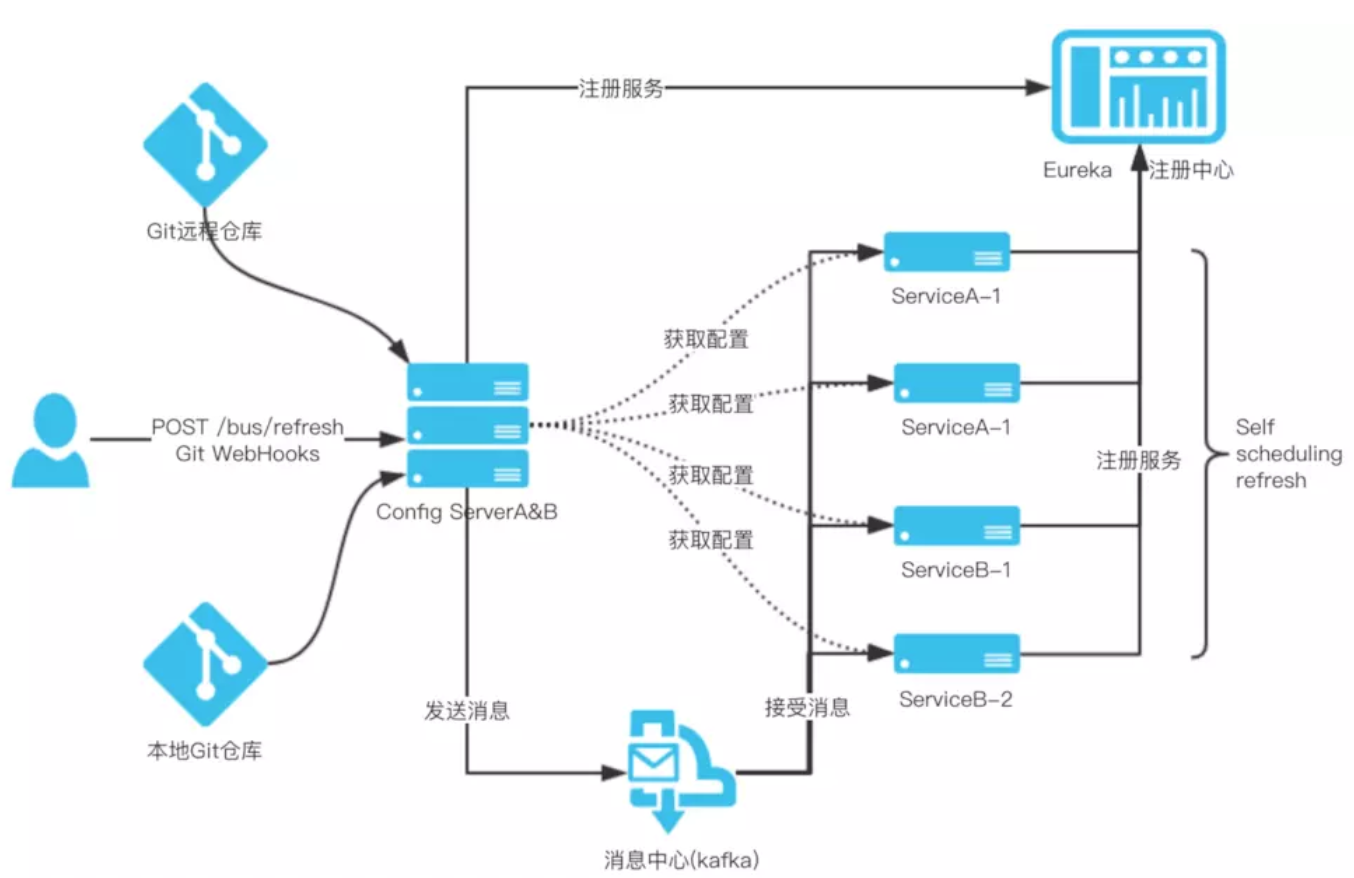 注册服务
Eureka
注册中心
Git远程仓库
ServiceA-1
获取配置
获取配置
ServiceA-1
POST /bus/refresh
Git WebHooks
Self
scheduling
refresh
注册服务
获取配置
Config ServerA&B
获取配置
ServiceB-1
ServiceB-2
发送消息
接受消息
本地Git仓库
消息中心(kafka)